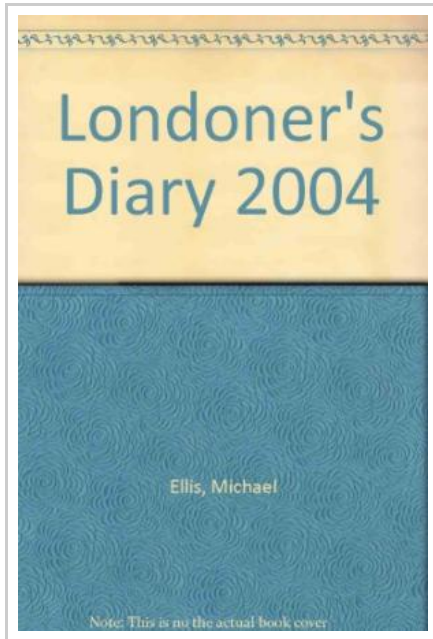 Londoner's
Diary 2004
Ellis, Michael
Note: This is no the actual book cover